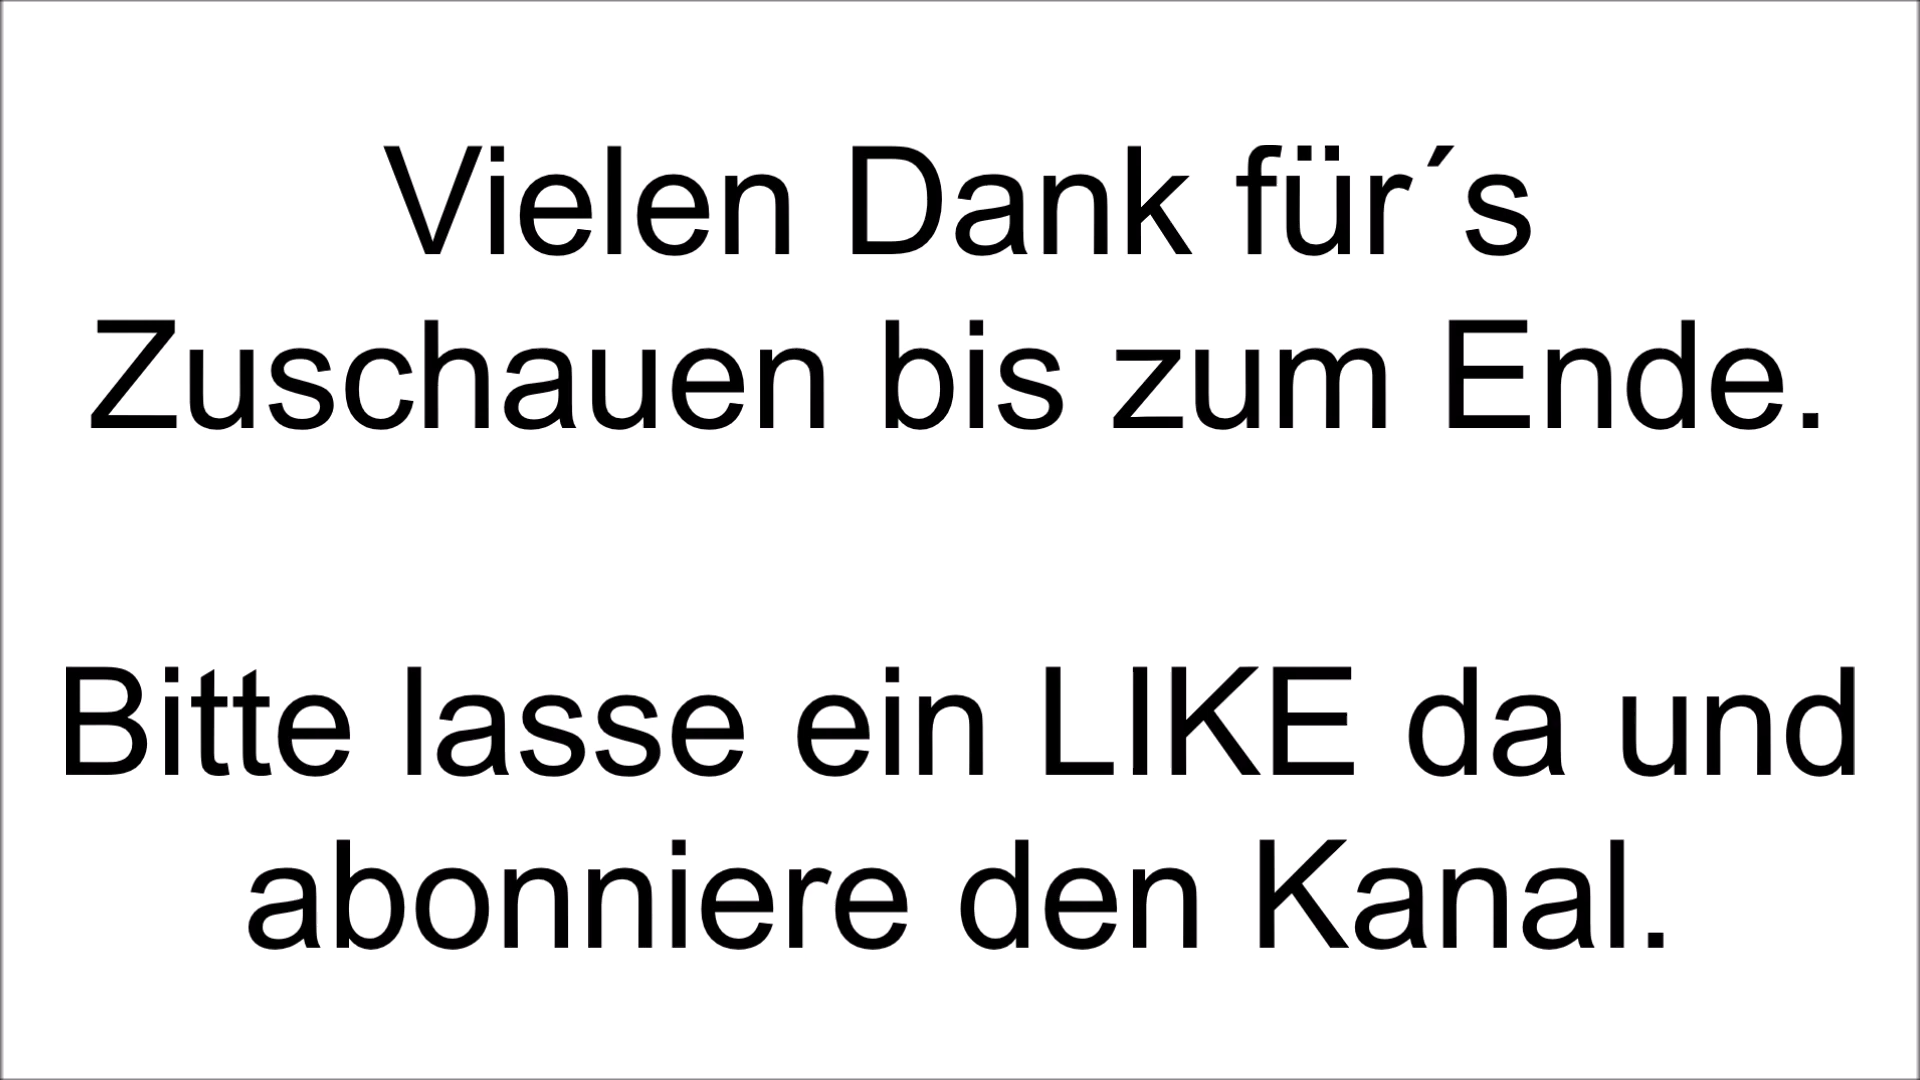 Vielen Dank für´s
Zuschauen bis zum Ende.
Bitte lasse ein LIKE da und
abonniere den Kanal.